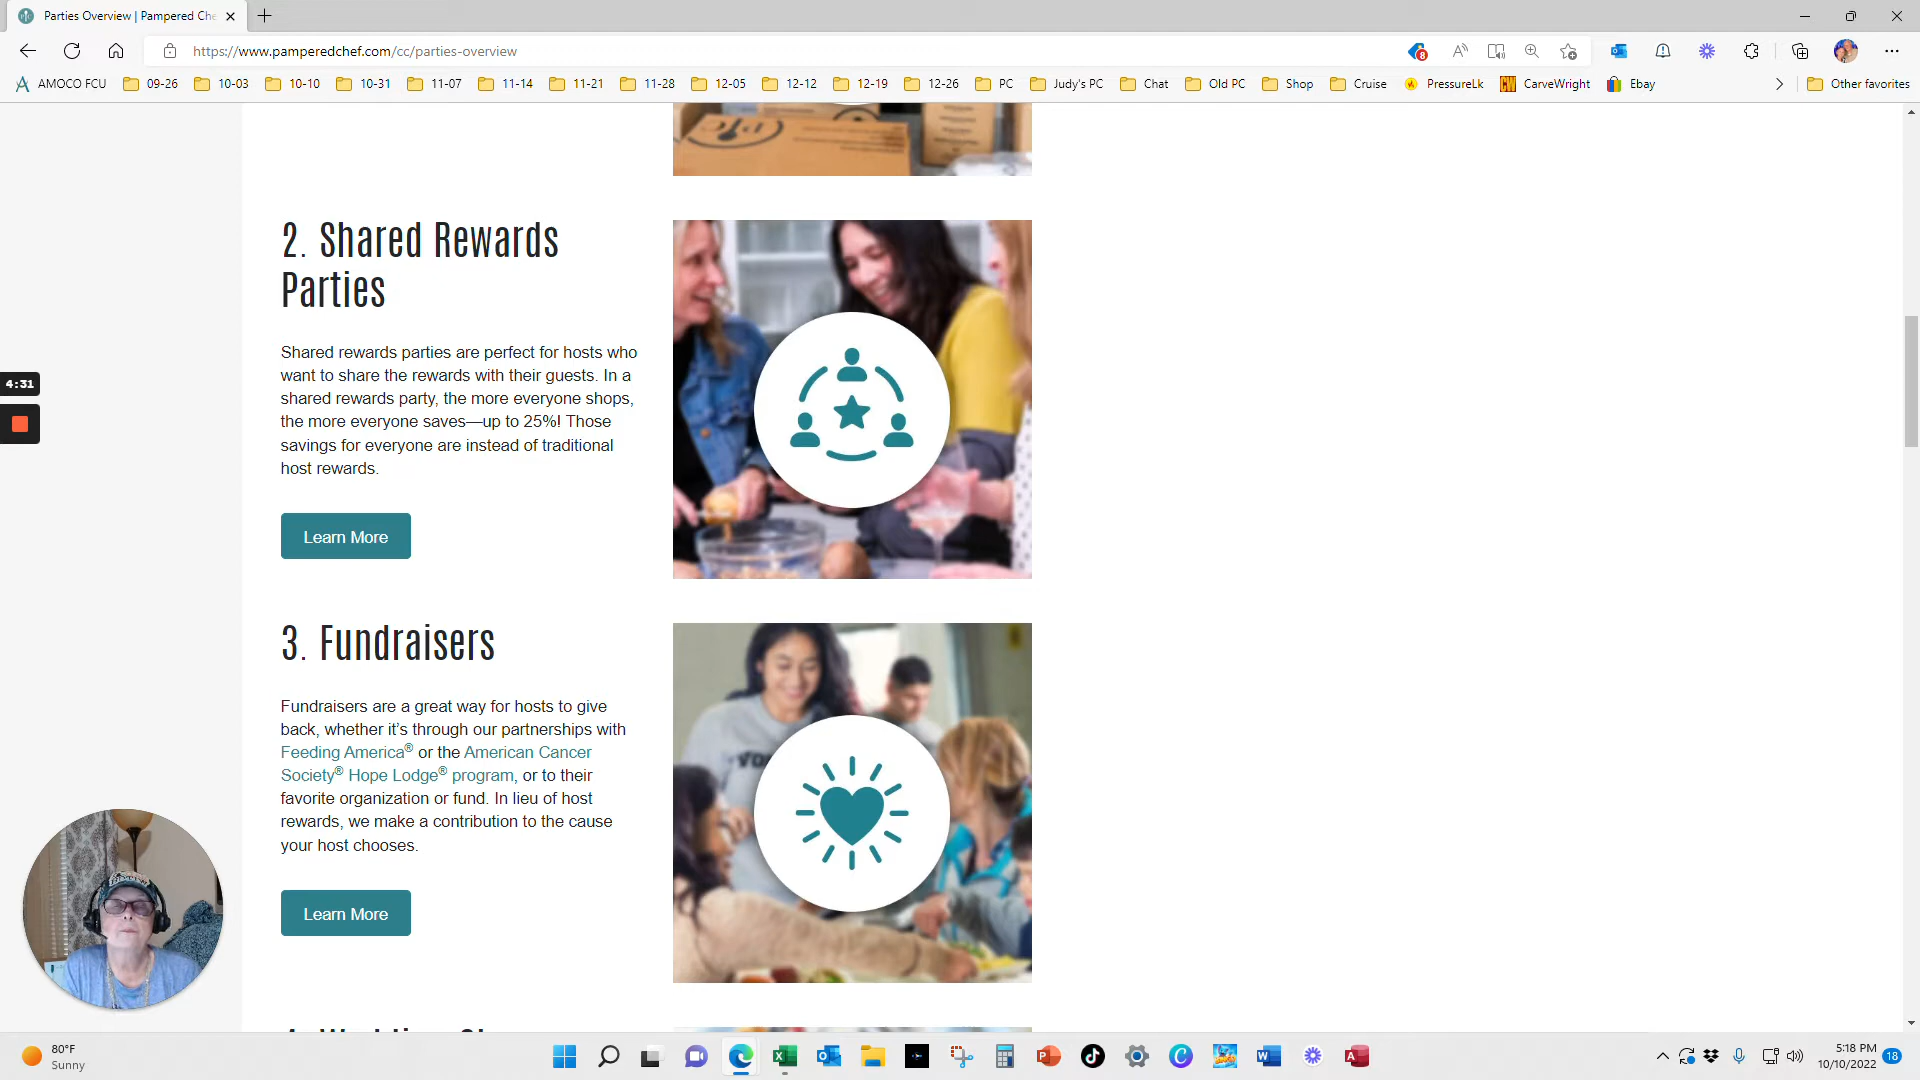 Parties Overview | Pampered Che
https://www.pamperedchef.com/cc/parties-overview
8
AMOCO FCU 09-26 10-03 10-10 10-31 11-07 11-14 11-21 11-28 12-05 12-12 12-19 12-26 PC Judy's PC Chat Old PC Shop Cruise PressureLk CarveWright Ebay Other favorites
2. Shared Rewards
Parties
Shared rewards parties are perfect for hosts who
want to share the rewards with their guests. In a
shared rewards party, the more everyone shops,
the more everyone saves—up to 25%! Those
savings for everyone are instead of traditional
host rewards.
Learn More
4:31
3. Fundraisers
Fundraisers are a great way for hosts to give
back, whether it’s through our partnerships with
Feeding America® or the American Cancer
Society® Hope Lodge® program, or to their
favorite organization or fund. In lieu of host
rewards, we make a contribution to the cause
your host chooses.
Learn More
80°F
Sunny
5:18 PM
10/10/2022
18